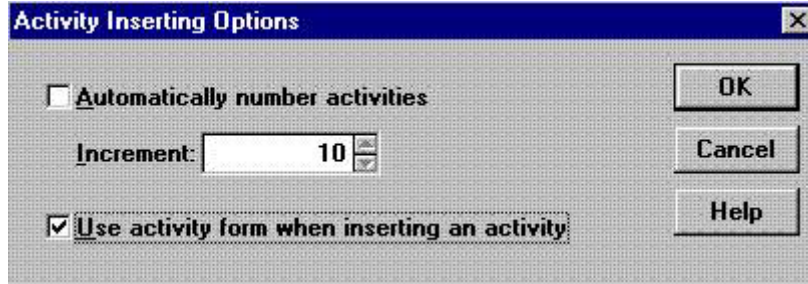 Activity Inserting Options
Automatically number activities
OK
Increment: 10
Cancel
Use activity form when inserting an activity
Help